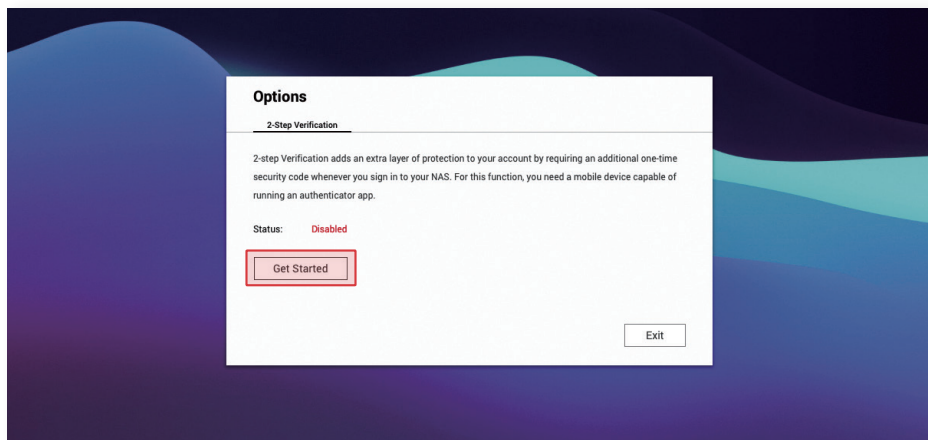 Options
2-Step Verification
2-step Verification adds an extra layer of protection to your account by requiring an additional one-time
security code whenever you sign in to your NAS. For this function, you need a mobile device capable of
running an authenticator app.
Status: Disabled
Get Started
Exit